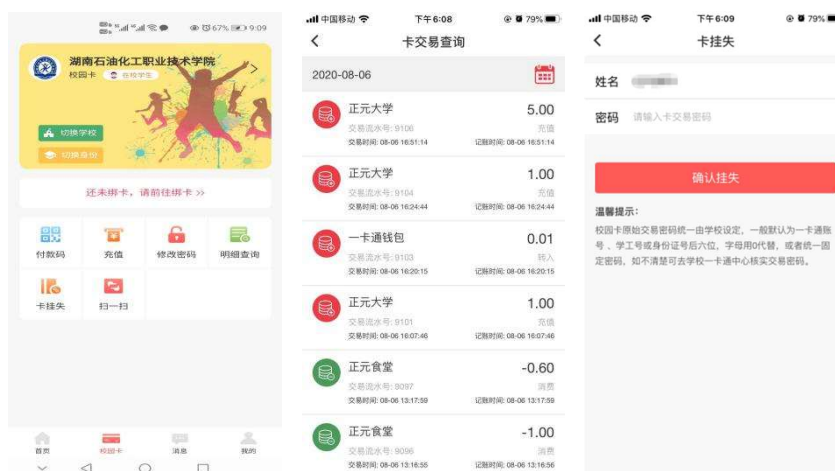 67% 9:09
湖南石油化工职业技术学院
校园卡 在校学生
切换学校
切换身份
还未绑卡，请前往绑卡 >>
付款码 充值 修改密码 明细查询
卡挂失 扫一扫
首页 校园卡 消息 我的
中国移动 下午6:08 79%
卡交易查询
2020-08-06
正元大学 5.00
交易流水号: 9106 充值
交易时间: 08-06 16:51:14 记账时间: 08-06 16:51:14
正元大学 1.00
交易流水号: 9104 充值
交易时间: 08-06 16:24:44 记账时间: 08-06 16:24:44
一卡通钱包 0.01
交易流水号: 9103 转入
交易时间: 08-06 16:20:15 记账时间: 08-06 16:20:15
正元大学 1.00
交易流水号: 9101 充值
交易时间: 08-06 16:07:46 记账时间: 08-06 16:07:46
正元食堂 -0.60
交易流水号: 9097 消费
交易时间: 08-06 13:17:59 记账时间: 08-06 13:17:59
正元食堂 -1.00
交易流水号: 9096 消费
交易时间: 08-06 13:16:55 记账时间: 08-06 13:16:56
中国移动 下午6:09 79%
卡挂失
姓名
密码 请输入卡交易密码
确认挂失
温馨提示：
校园卡原始交易密码统一由学校设定，一般默认为一卡通账
号、学工号或身份证号后六位，字母用0代替，或者统一固
定密码，如不清楚可去学校一卡通中心核实交易密码。